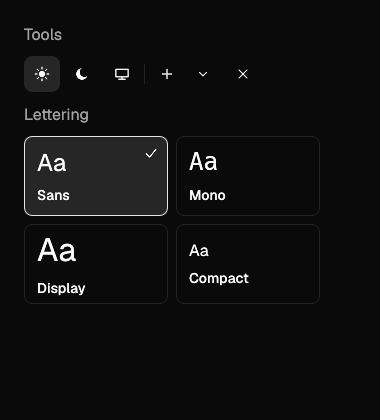 Tools
Lettering
Aa
Sans
Aa
Mono
Aa
Display
Aa
Compact